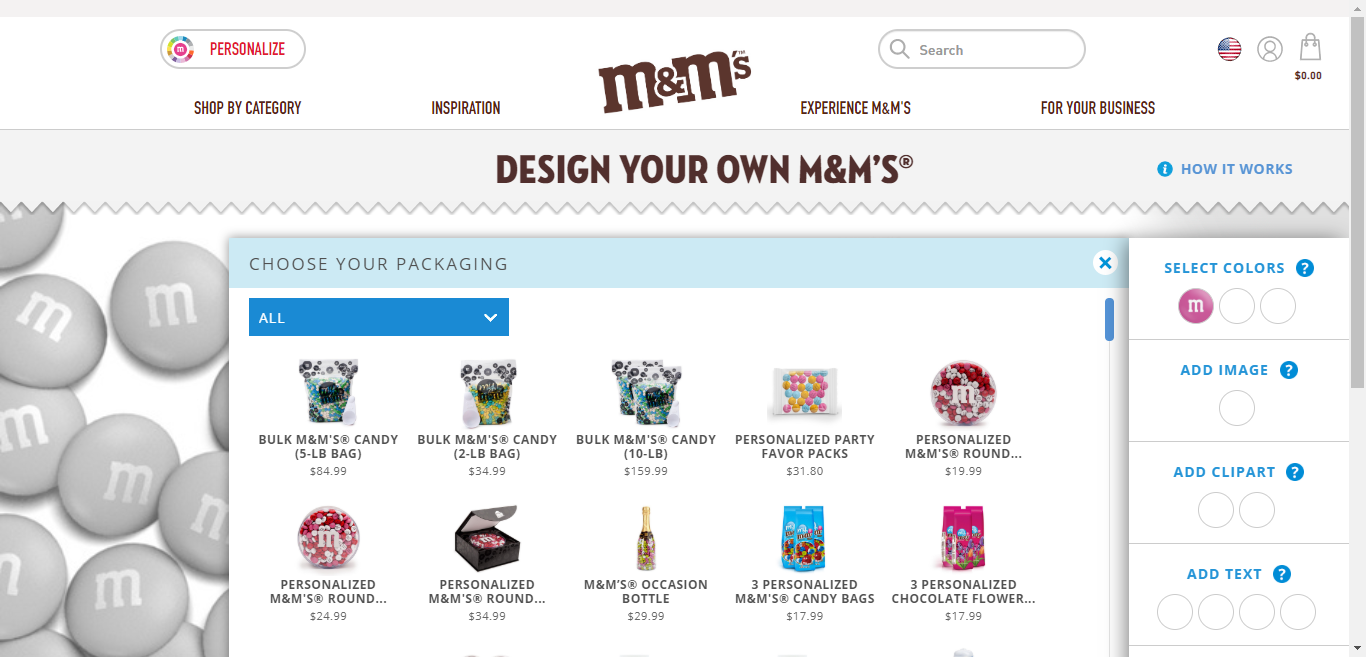 PERSONALIZE
m&m's™
Search
$0.00
SHOP BY CATEGORY
INSPIRATION
EXPERIENCE M&M'S
FOR YOUR BUSINESS
DESIGN YOUR OWN M&M'S®
HOW IT WORKS
CHOOSE YOUR PACKAGING
ALL
BULK M&M'S® CANDY
(5-LB BAG)
$84.99
BULK M&M'S® CANDY
(2-LB BAG)
$34.99
BULK M&M'S® CANDY
(10-LB)
$159.99
PERSONALIZED PARTY
FAVOR PACKS
$31.80
PERSONALIZED
M&M'S® ROUND...
$19.99
PERSONALIZED
M&M'S® ROUND...
$24.99
PERSONALIZED
M&M'S® ROUND...
$34.99
M&M'S® OCCASION
BOTTLE
$29.99
3 PERSONALIZED
M&M'S® CANDY BAGS
$17.99
3 PERSONALIZED
CHOCOLATE FLOWER...
$17.99
SELECT COLORS ?
m
ADD IMAGE ?
ADD CLIPART ?
ADD TEXT ?